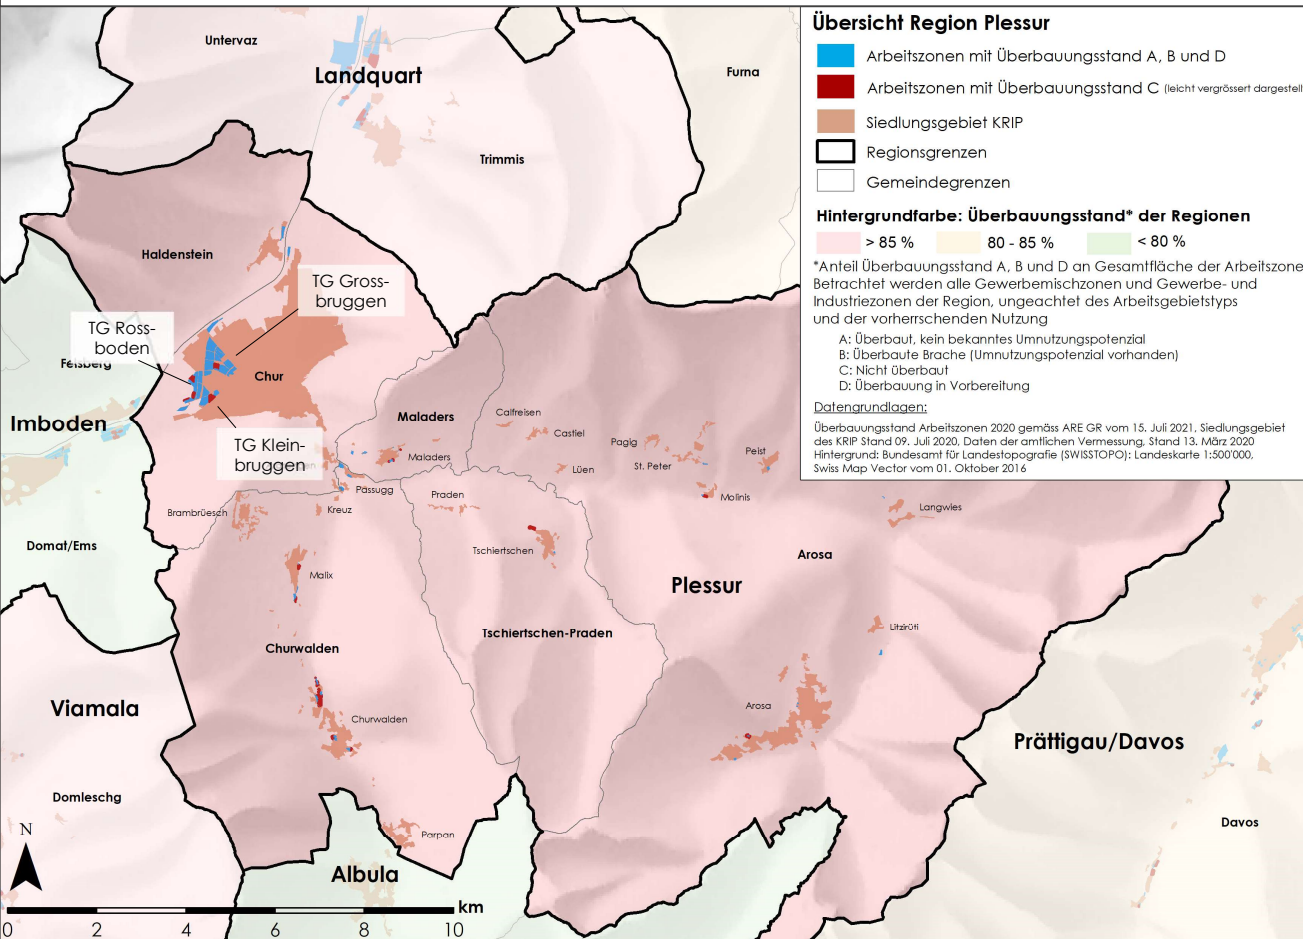 Übersicht Region Plessur
Arbeitszonen mit Überbauungsstand A, B und D
Arbeitszonen mit Überbauungsstand C (leicht vergrössert dargestell
Siedlungsgebiet KRIP
Regionsgrenzen
Gemeindegrenzen
Hintergrundfarbe: Überbauungsstand* der Regionen
> 85 %
80 - 85 %
< 80 %
*Anteil Überbauungsstand A, B und D an Gesamtfläche der Arbeitszone
Betrachtet werden alle Gewerbemischzonen und Gewerbe- und
Industriezonen der Region, ungeachtet des Arbeitsgebietstyps
und der vorherrschenden Nutzung
A: Überbaut, kein bekanntes Umnutzungspotenzial
B: Überbaute Brache (Umnutzungspotenzial vorhanden)
C: Nicht überbaut
D: Überbauung in Vorbereitung
Datengrundlagen:
Überbauungsstand Arbeitszonen 2020 gemäss ARE GR vom 15. Juli 2021, Siedlungsgebiet
des KRIP Stand 09. Juli 2020, Daten der amtlichen Vermessung, Stand 13. März 2020
Hintergrund: Bundesamt für Landestopografie (SWISSTOPO): Landeskarte 1:500'000,
Swiss Map Vector vom 01. Oktober 2016
Untervaz
Landquart
Furna
Trimmis
Haldenstein
TG Gross-
bruggen
TG Ross-
boden
Felsberg
Chur
Imboden
TG Klein-
bruggen
Maladers
Maladers
Calfreisen
Castiel
Pagig
Lüen
St. Peter
Peist
Molinis
Passugg
Praden
Brambrüesch
Kreuz
Langwies
Domat/Ems
Tschiertschen
Arosa
Malix
Plessur
Litzirüti
Tschiertschen-Praden
Churwalden
Viamala
Arosa
Churwalden
Prättigau/Davos
Domleschg
Davos
Parpan
Albula
N
km
0 2 4 6 8 10